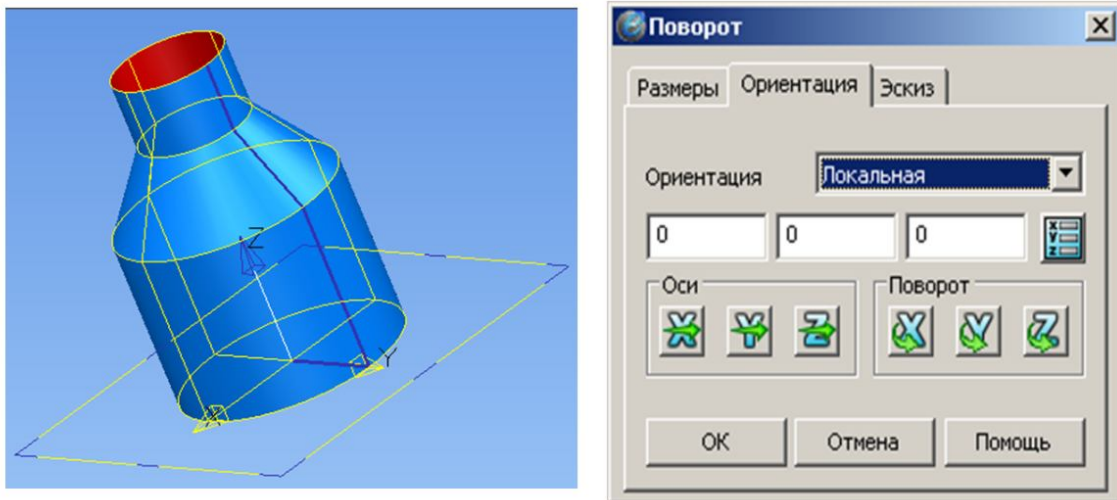 Z
Y
X
Поворот
Размеры Ориентация Эскиз
Ориентация Локальная
0 0 0
X
Y
Z
Оси Поворот
X Y Z X Y Z
ОК Отмена Помощь